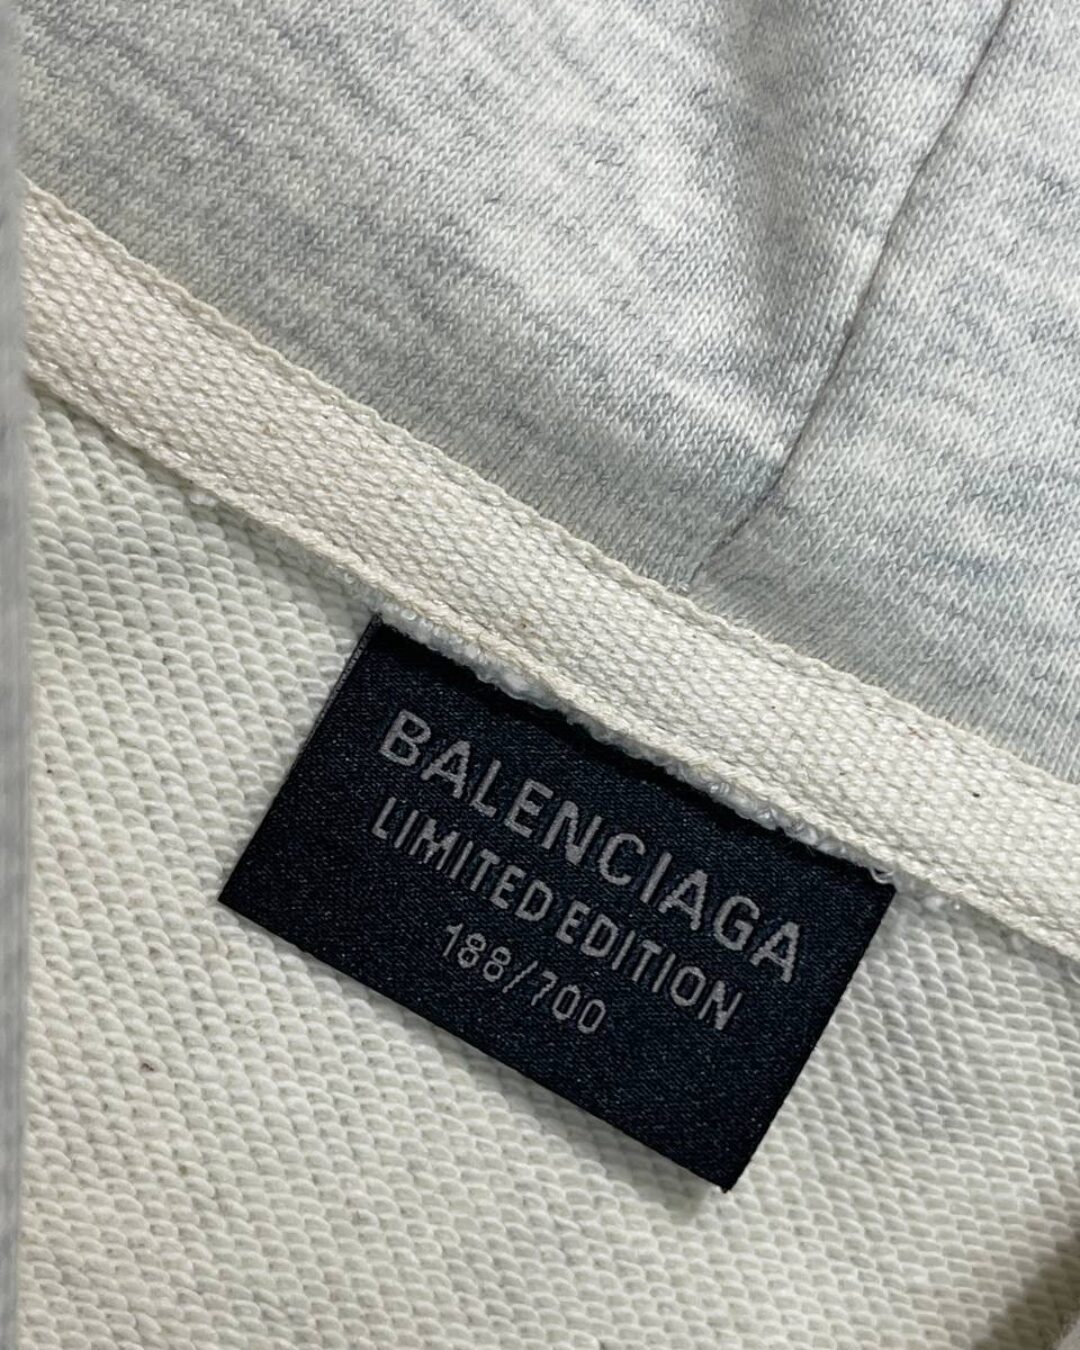 BALENCIAGA
LIMITED EDITION
188/700